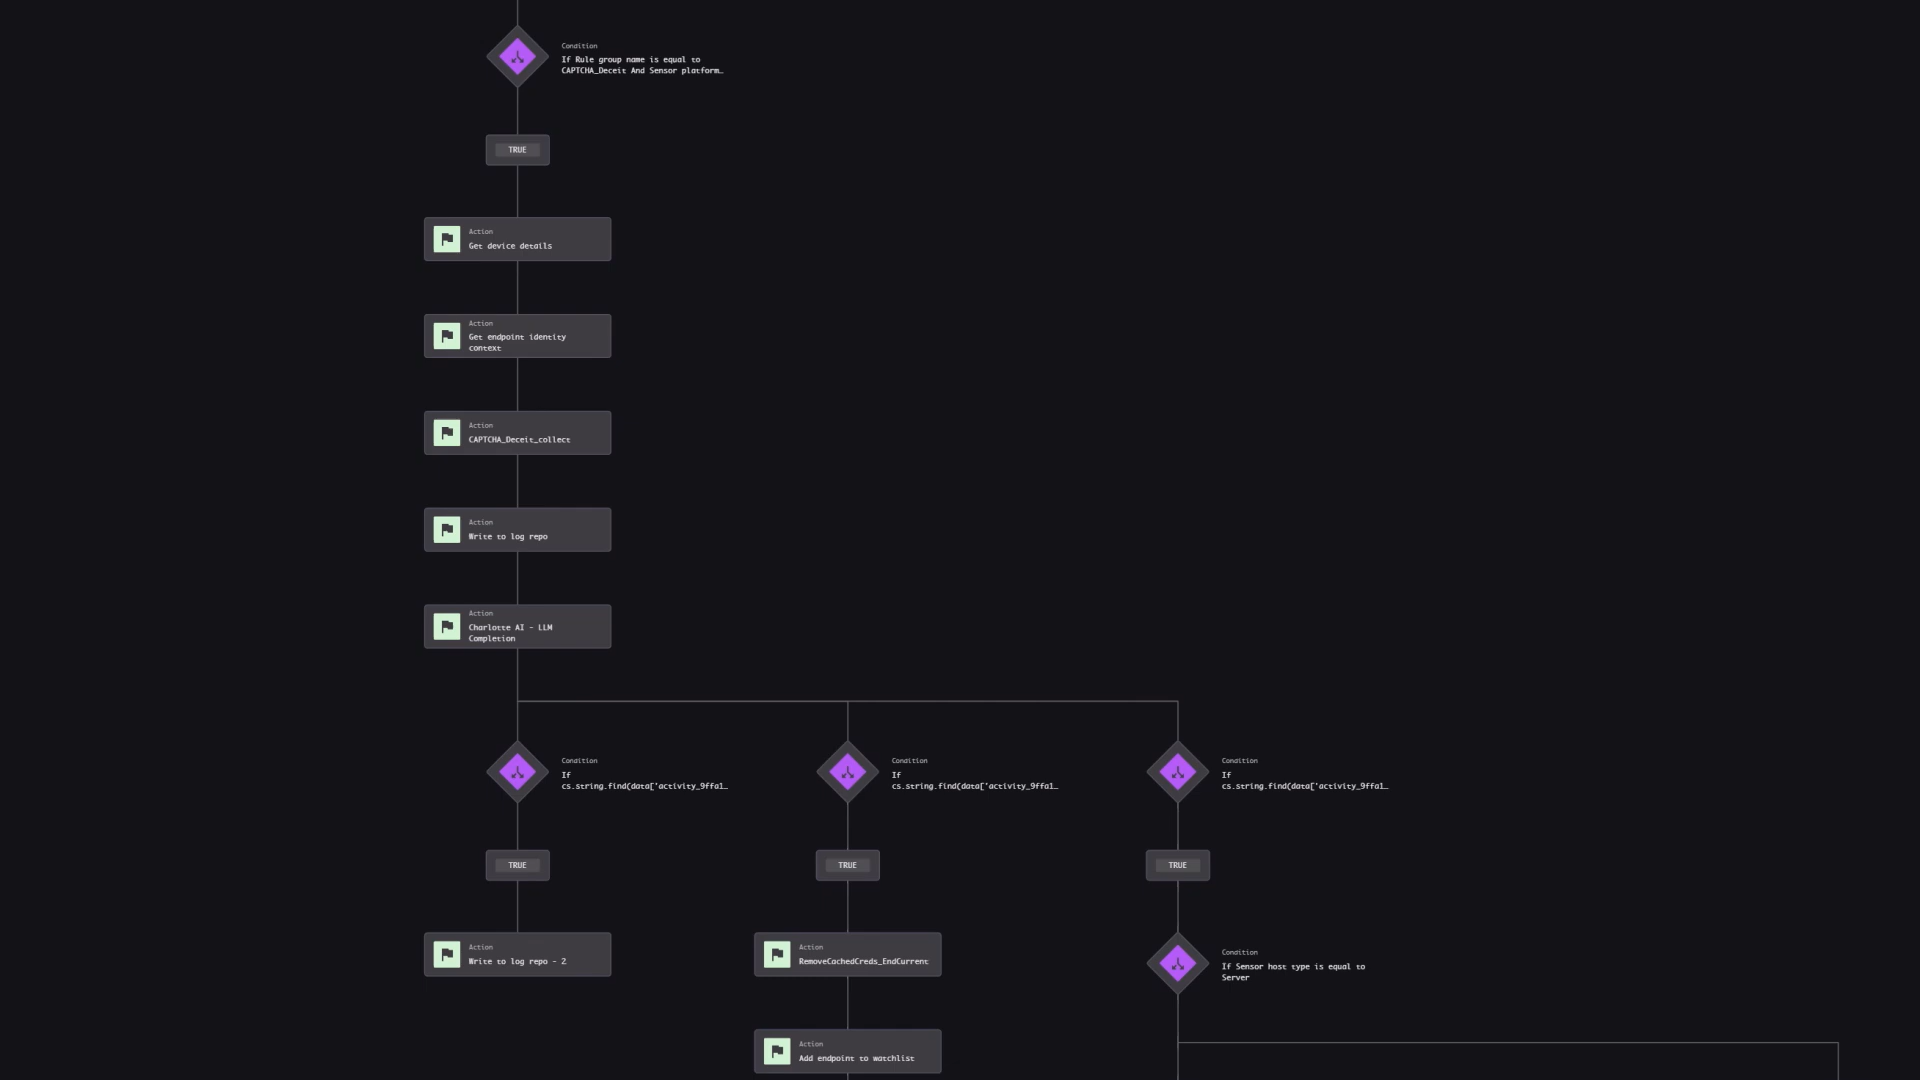 Condition
If Rule group name is equal to
CAPTCHA_Deceit And Sensor platform…
TRUE
Action
Get device details
Action
Get endpoint identity
context
Action
CAPTCHA_Deceit_collect
Action
Write to log repo
Action
Charlotte AI - LLM
Completion
Condition
If
cs.string.find(data['activity_9ffa1…
Condition
If
cs.string.find(data['activity_9ffa1…
Condition
If
cs.string.find(data['activity_9ffa1…
TRUE
TRUE
TRUE
Action
Write to log repo - 2
Action
RemoveCachedCreds_EndCurrent
Condition
If Sensor host type is equal to
Server
Action
Add endpoint to watchlist